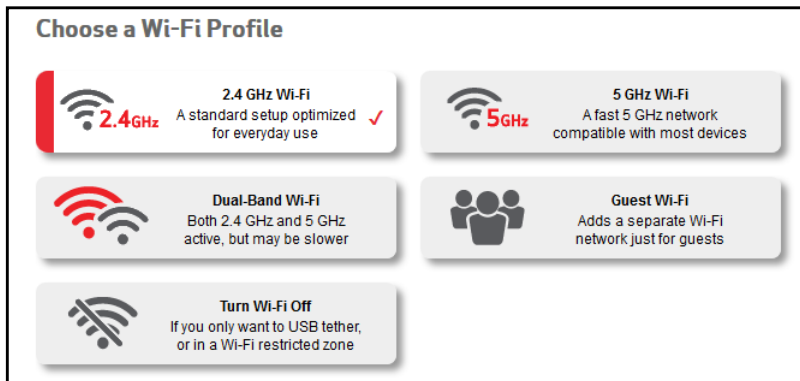 Choose a Wi-Fi Profile
2.4GHz
2.4 GHz Wi-Fi
A standard setup optimized
for everyday use
5GHz
5 GHz Wi-Fi
A fast 5 GHz network
compatible with most devices
Dual-Band Wi-Fi
Both 2.4 GHz and 5 GHz
active, but may be slower
Guest Wi-Fi
Adds a separate Wi-Fi
network just for guests
Turn Wi-Fi Off
If you only want to USB tether,
or in a Wi-Fi restricted zone